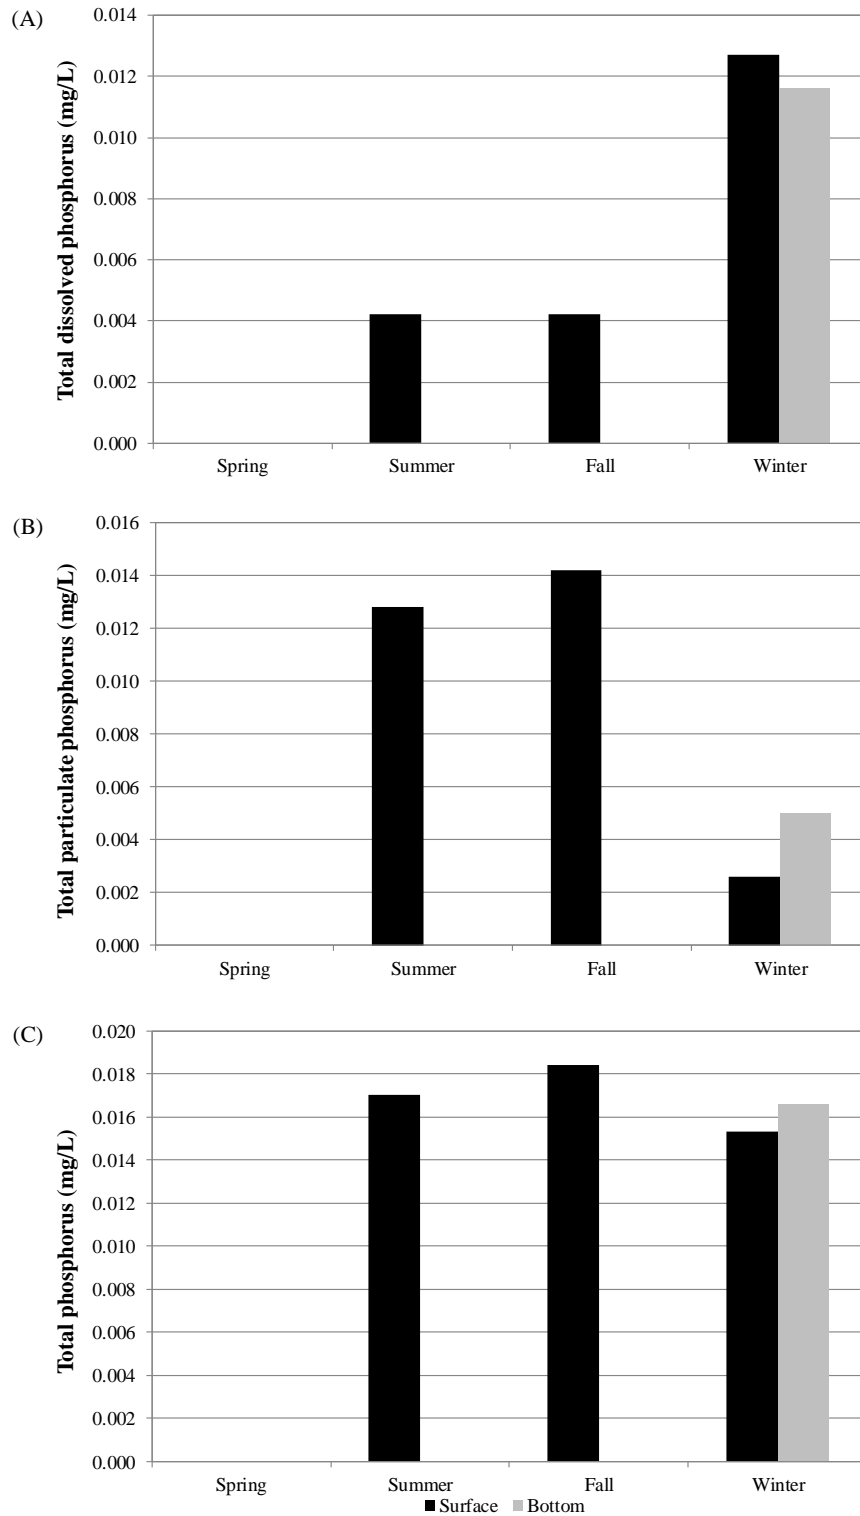 (A)
Total dissolved phosphorus (mg/L)
0.014
0.012
0.010
0.008
0.006
0.004
0.002
0.000
Spring Summer Fall Winter
(B)
Total particulate phosphorus (mg/L)
0.016
0.014
0.012
0.010
0.008
0.006
0.004
0.002
0.000
Spring Summer Fall Winter
(C)
Total phosphorus (mg/L)
0.020
0.018
0.016
0.014
0.012
0.010
0.008
0.006
0.004
0.002
0.000
Spring Summer Fall Winter
Surface Bottom